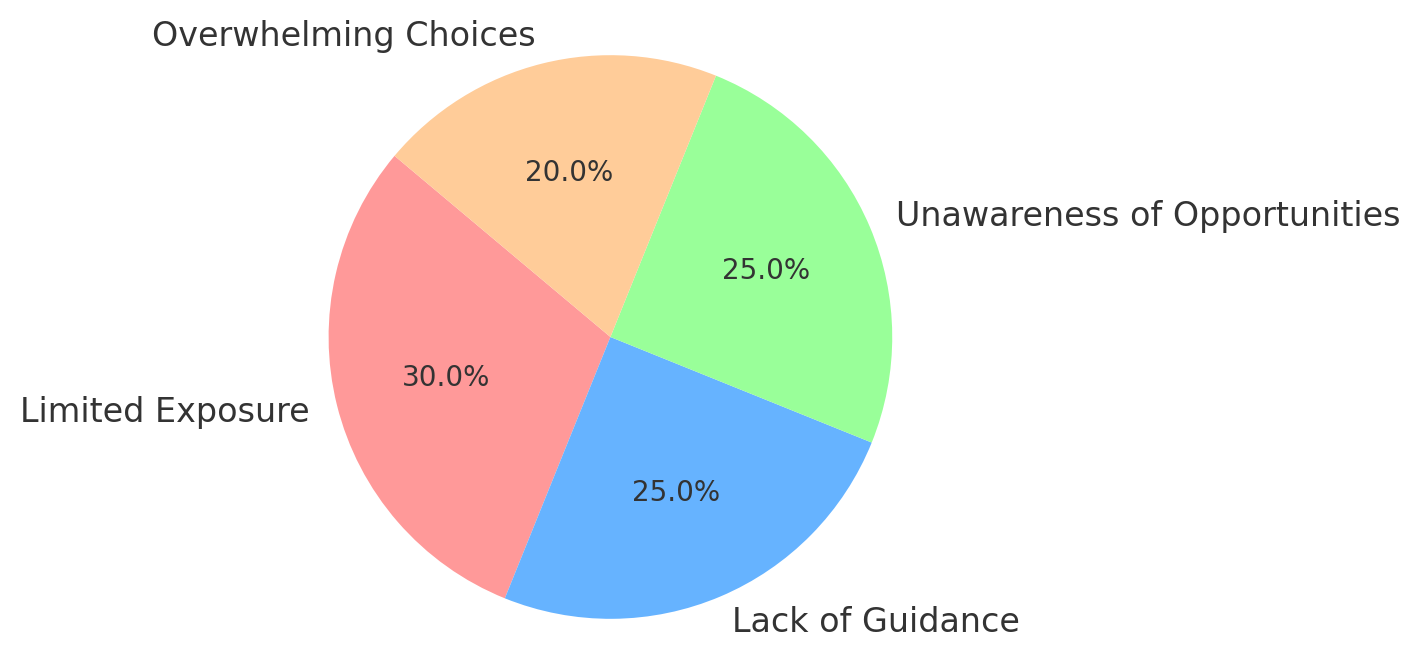 Overwhelming Choices
20.0%
Unawareness of Opportunities
25.0%
30.0%
Limited Exposure
25.0%
Lack of Guidance